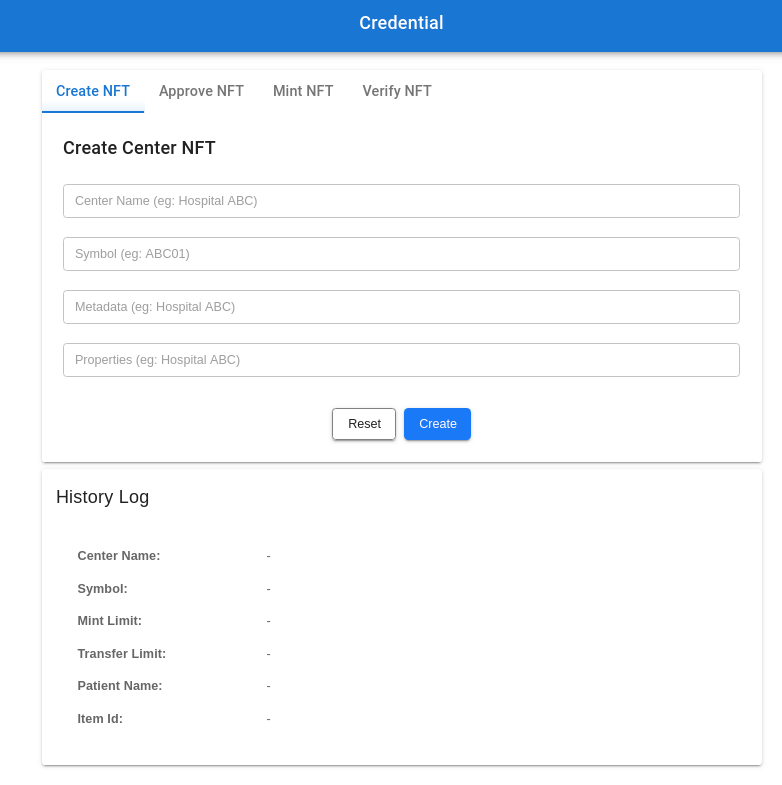 Credential
Create NFT Approve NFT Mint NFT Verify NFT
Create Center NFT
Center Name (eg: Hospital ABC)
Symbol (eg: ABC01)
Metadata (eg: Hospital ABC)
Properties (eg: Hospital ABC)
Reset Create
History Log
Center Name: -
Symbol: -
Mint Limit: -
Transfer Limit: -
Patient Name: -
Item Id: -